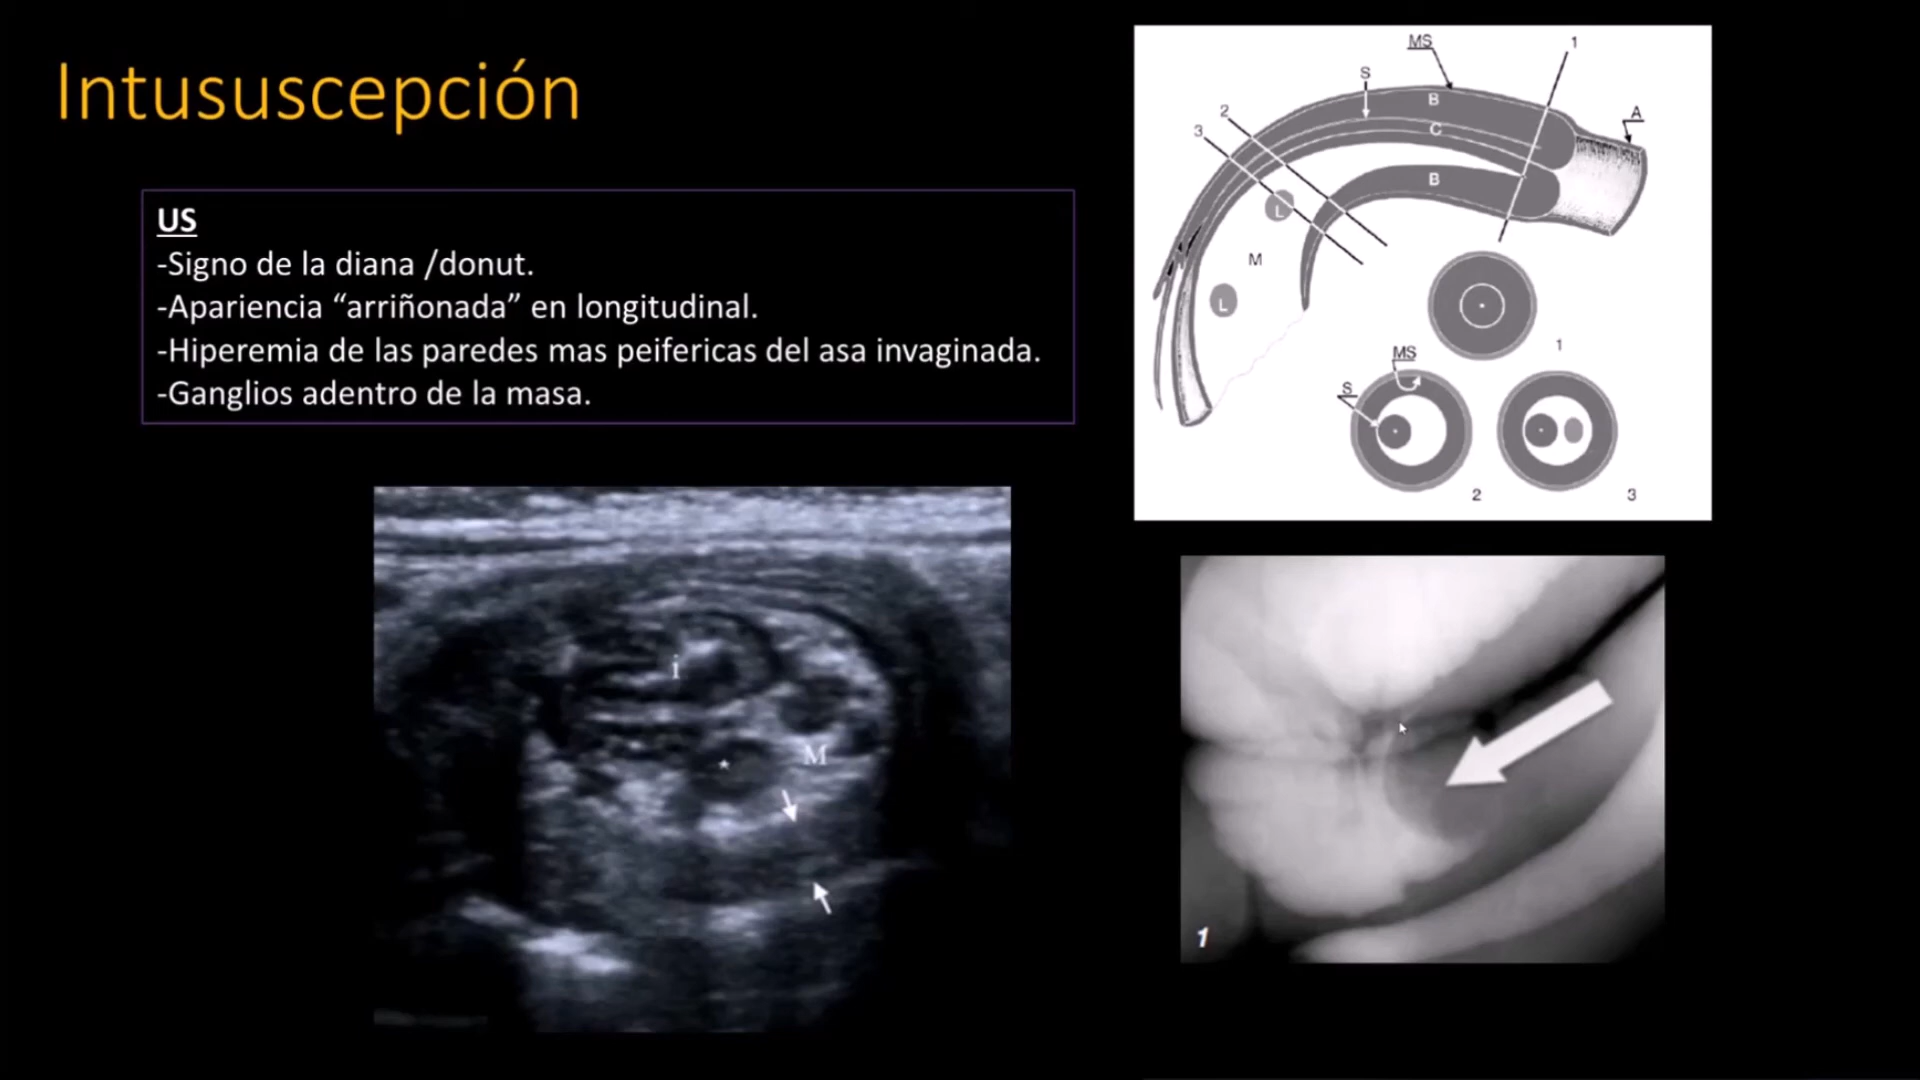 Intususcepción
US
-Signo de la diana /donut.
-Apariencia “arriñonada” en longitudinal.
-Hiperemia de las paredes mas peifericas del asa invaginada.
-Ganglios adentro de la masa.
MS
1
S
B
2
A
C
3
B
L
M
L
1
MS
S
2
3
i
M
1